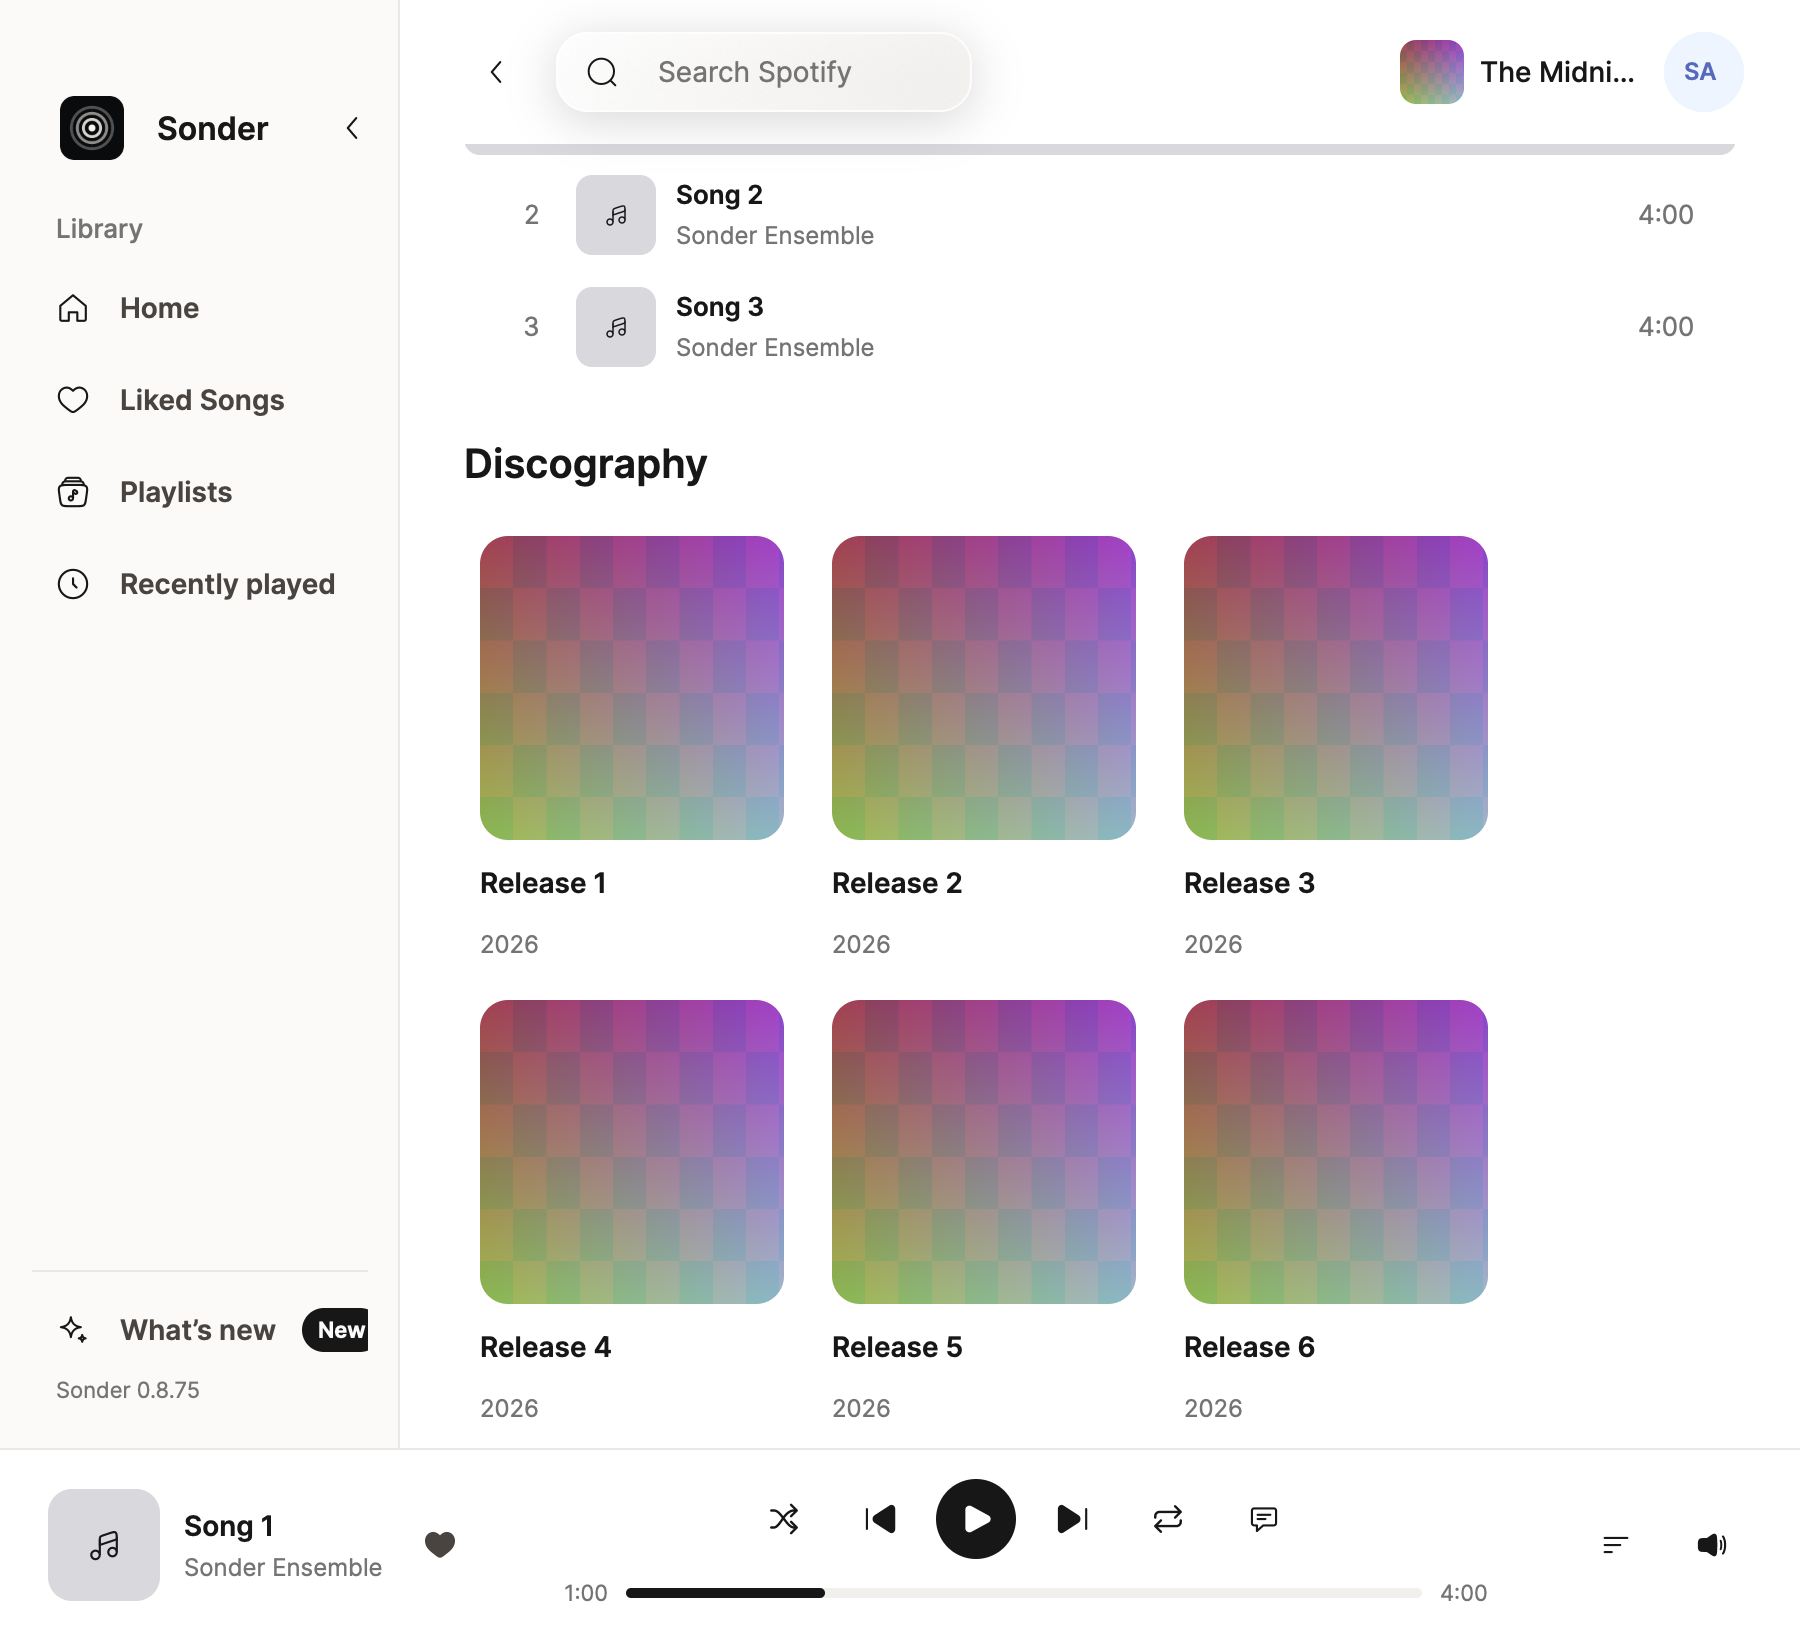 Sonder
Library
Home
Liked Songs
Playlists
Recently played
What’s new
New
Sonder 0.8.75
Search Spotify
The Midni...
SA
2
Song 2
Sonder Ensemble
4:00
3
Song 3
Sonder Ensemble
4:00
Discography
Release 1
2026
Release 2
2026
Release 3
2026
Release 4
2026
Release 5
2026
Release 6
2026
Song 1
Sonder Ensemble
1:00
4:00